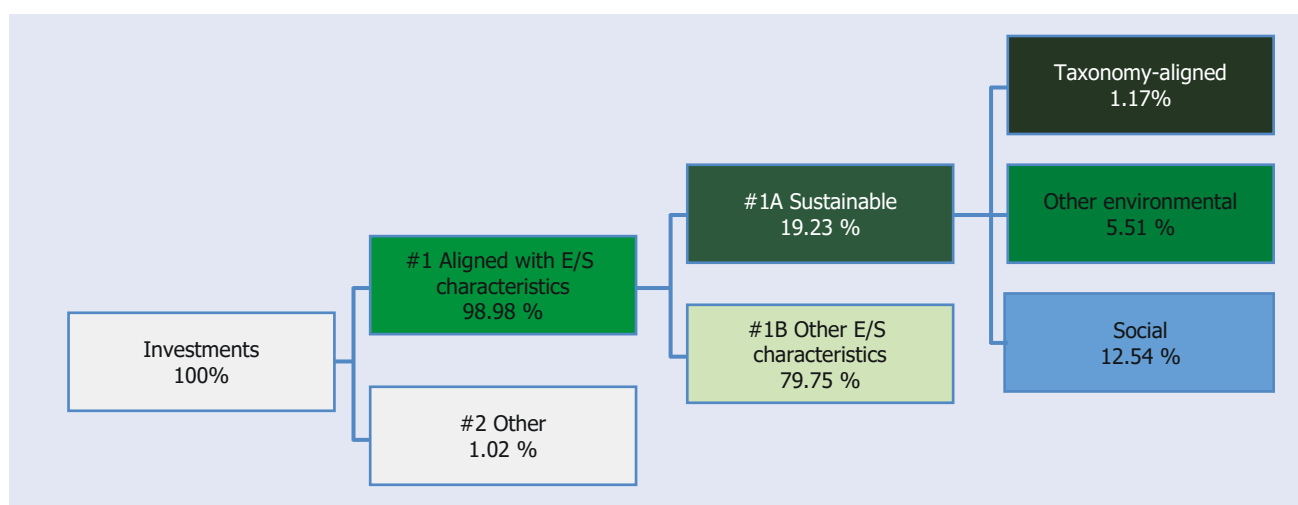 Investments
100%
#1 Aligned with E/S
characteristics
98.98 %
#2 Other
1.02 %
#1A Sustainable
19.23 %
#1B Other E/S
characteristics
79.75 %
Taxonomy-aligned
1.17%
Other environmental
5.51 %
Social
12.54 %